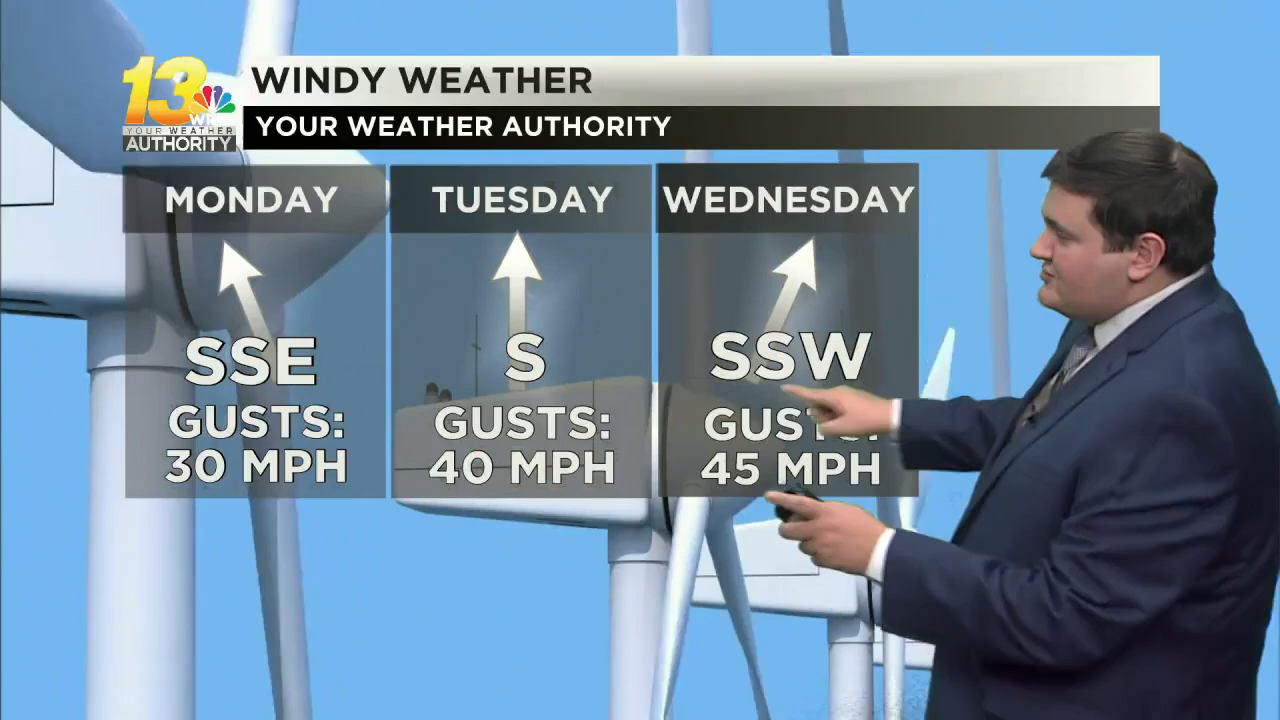 13
WINDY WEATHER
YOUR WEATHER AUTHORITY
YOUR WEATHER
AUTHORITY
MONDAY
SSE
GUSTS:
30 MPH
TUESDAY
S
GUSTS:
40 MPH
WEDNESDAY
SSW
45 MPH